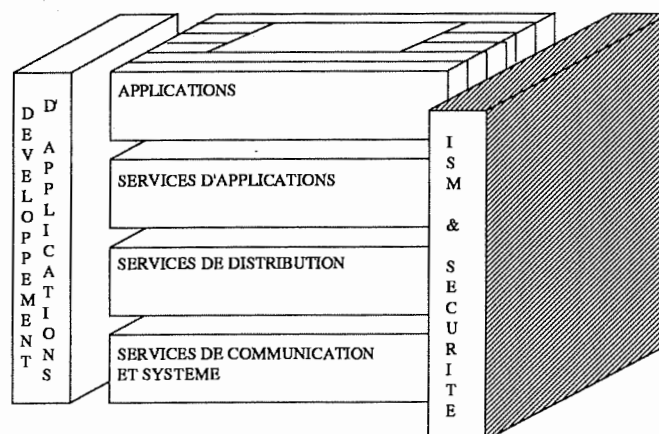 DEVELOPPEMENT
D'APPLICATIONS
APPLICATIONS
SERVICES D'APPLICATIONS
SERVICES DE DISTRIBUTION
SERVICES DE COMMUNICATION
ET SYSTEME
ISM & SECURITE